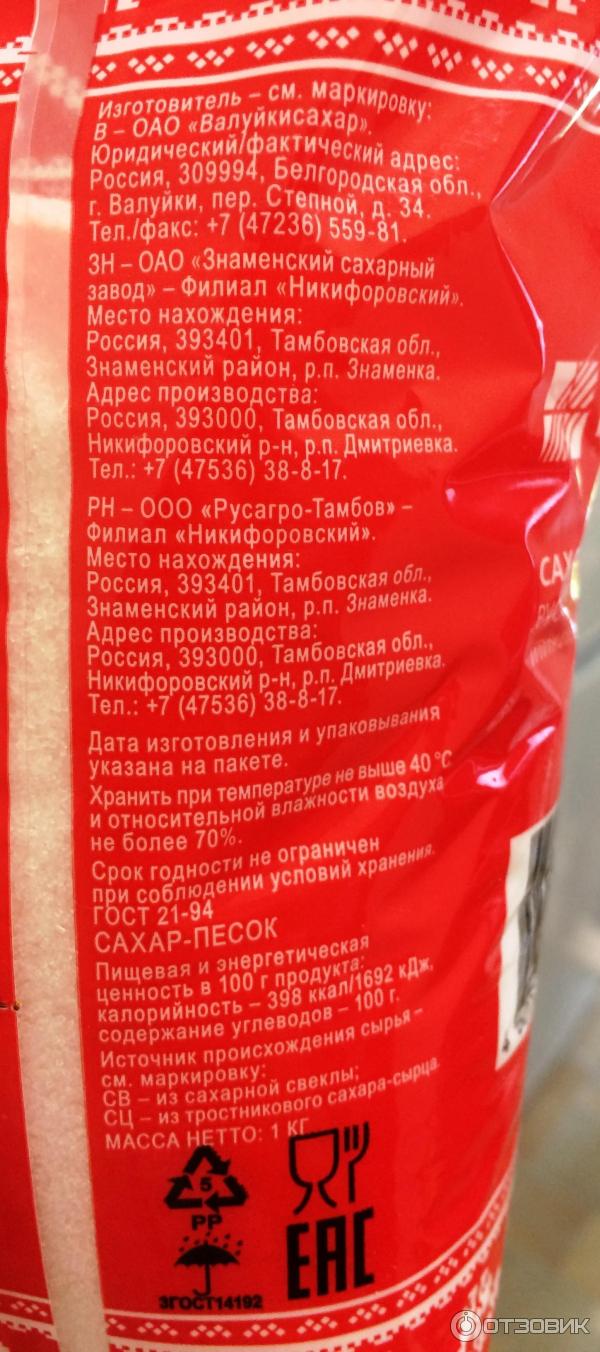 Изготовитель – см. маркировку:
В – ОАО «Валуйкисахар».
Юридический/фактический адрес:
Россия, 309994, Белгородская обл.,
г. Валуйки, пер. Степной, д. 34.
Тел./факс: +7 (47236) 559-81.
ЗН – ОАО «Знаменский сахарный
завод» – Филиал «Никифоровский».
Место нахождения:
Россия, 393401, Тамбовская обл.,
Знаменский район, р.п. Знаменка.
Адрес производства:
Россия, 393000, Тамбовская обл.,
Никифоровский р-н, р.п. Дмитриевка.
Тел.: +7 (47536) 38-8-17.
РН – ООО «Русагро-Тамбов» –
Филиал «Никифоровский».
Место нахождения:
Россия, 393401, Тамбовская обл.,
Знаменский район, р.п. Знаменка.
Адрес производства:
Россия, 393000, Тамбовская обл.,
Никифоровский р-н, р.п. Дмитриевка.
Тел.: +7 (47536) 38-8-17.
Дата изготовления и упаковывания
указана на пакете.
Хранить при температуре не выше 40 °С
и относительной влажности воздуха
не более 70%.
Срок годности не ограничен
при соблюдении условий хранения.
ГОСТ 21-94
САХАР-ПЕСОК
Пищевая и энергетическая
ценность в 100 г продукта:
калорийность – 398 ккал/1692 кДж,
содержание углеводов – 100 г.
Источник происхождения сырья –
см. маркировку:
СВ – из сахарной свеклы;
СЦ – из тростникового сахара-сырца.
МАССА НЕТТО: 1 КГ
5
PP
EAC
3ГОСТ14192
САХ
ОТЗОВИК